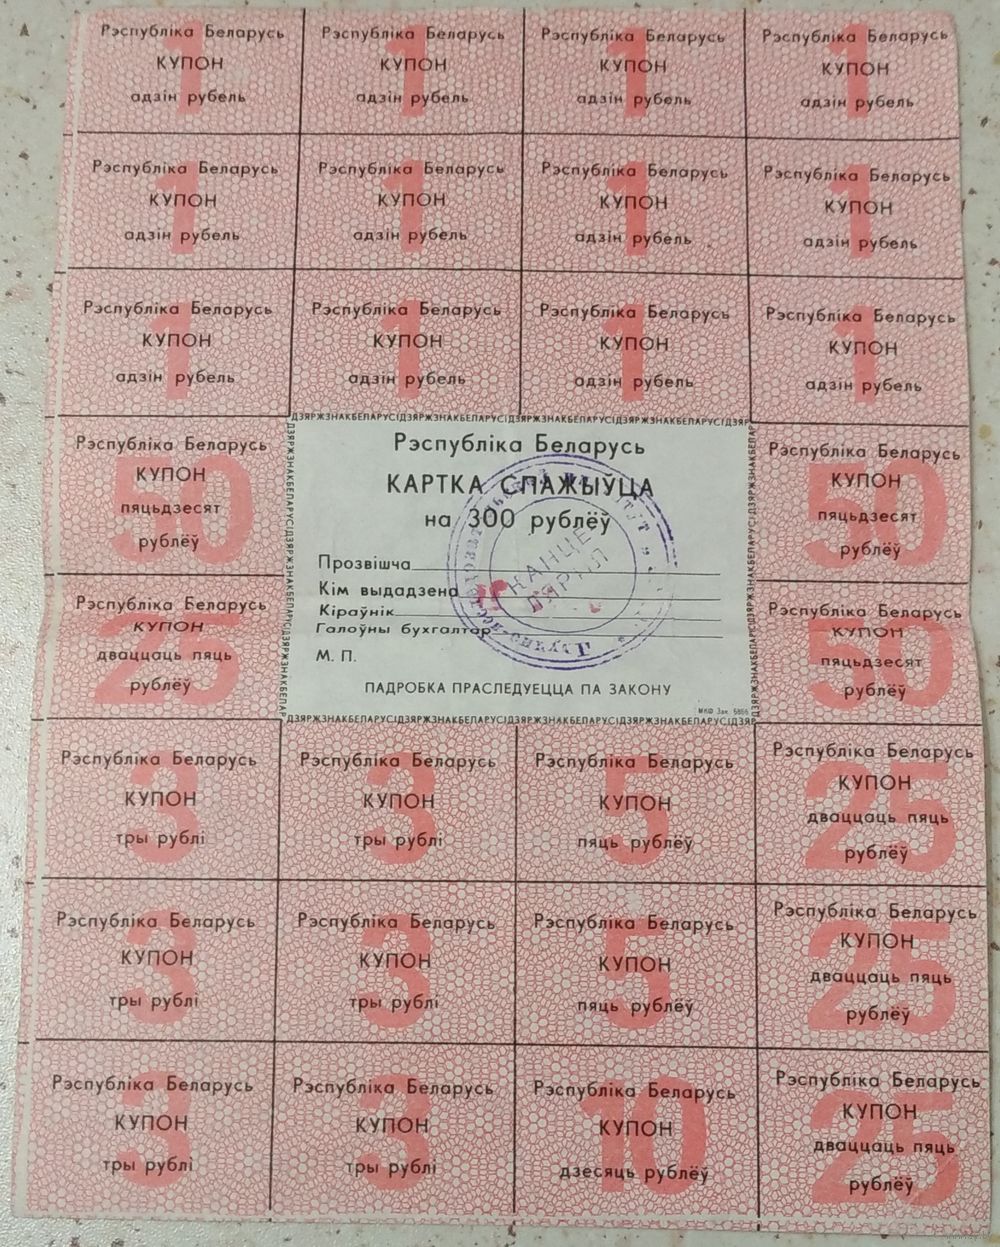 Рэспубліка Беларусь Рэспубліка Беларусь Рэспубліка Беларусь Рэспубліка Беларусь
1 КУПОН 1 КУПОН 1 КУПОН 1 КУПОН
адзін рубель адзін рубель адзін рубель адзін рубель
Рэспубліка Беларусь Рэспубліка Беларусь Рэспубліка Беларусь Рэспубліка Беларусь
1 КУПОН 1 КУПОН 1 КУПОН 1 КУПОН
адзін рубель адзін рубель адзін рубель адзін рубель
Рэспубліка Беларусь Рэспубліка Беларусь Рэспубліка Беларусь Рэспубліка Беларусь
1 КУПОН 1 КУПОН 1 КУПОН 1 КУПОН
адзін рубель адзін рубель адзін рубель адзін рубель
Рэспубліка Беларусь
50 КУПОН
пяцьдзесят
рублёў
ДЗЯРЖЗНАКБЕЛАРУСІДЗЯРЖЗНАКБЕЛАРУСІДЗЯРЖЗНАКБЕЛАРУСІДЗЯРЖЗНАКБЕЛАРУСІДЗЯР
Рэспубліка Беларусь
КАРТКА СПАЖЫЎЦА
на 300 рублёў
Прозвішча
Кім выдадзена
Кіраўнік
Галоўны бухгалтар
М. П.
ПАДРОБКА ПРАСЛЕДУЕЦЦА ПА ЗАКОНУ
МКФ Зак. 6856
ДЗЯРЖЗНАКБЕЛАРУСІДЗЯРЖЗНАКБЕЛАРУСІДЗЯРЖЗНАКБЕЛАРУСІДЗЯРЖЗНАКБЕЛАРУСІДЗЯР
КАНЦЕ
ЛЯРЫЯ
Рэспубліка Беларусь
50 КУПОН
пяцьдзесят
рублёў
Рэспубліка Беларусь
25 КУПОН
дваццаць пяць
рублёў
Рэспубліка Беларусь
50 КУПОН
пяцьдзесят
рублёў
Рэспубліка Беларусь Рэспубліка Беларусь Рэспубліка Беларусь Рэспубліка Беларусь
3 КУПОН 3 КУПОН 5 КУПОН 25 КУПОН
тры рублі тры рублі пяць рублёў дваццаць пяць
рублёў
Рэспубліка Беларусь Рэспубліка Беларусь Рэспубліка Беларусь Рэспубліка Беларусь
3 КУПОН 3 КУПОН 5 КУПОН 25 КУПОН
тры рублі тры рублі пяць рублёў дваццаць пяць
рублёў
Рэспубліка Беларусь Рэспубліка Беларусь Рэспубліка Беларусь Рэспубліка Беларусь
3 КУПОН 3 КУПОН 10 КУПОН 25 КУПОН
тры рублі тры рублі дзесяць рублёў дваццаць пяць
рублёў